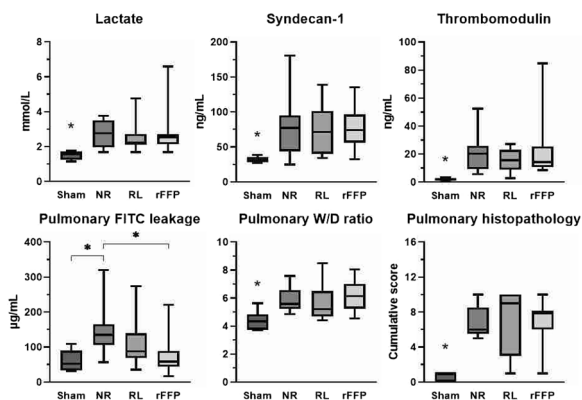 Lactate
mmol/L
8
6
4
2
0
*
Sham NR RL rFFP
Syndecan-1
ng/mL
200
150
100
50
0
*
Sham NR RL rFFP
Thrombomodulin
ng/mL
100
80
60
40
20
0
*
Sham NR RL rFFP
Pulmonary FITC leakage
µg/mL
400
300
200
150
100
50
0
* *
Sham NR RL rFFP
Pulmonary W/D ratio
10
8
6
4
2
0
*
Sham NR RL rFFP
Pulmonary histopathology
Cumulative score
12
8
4
0
*
Sham NR RL rFFP